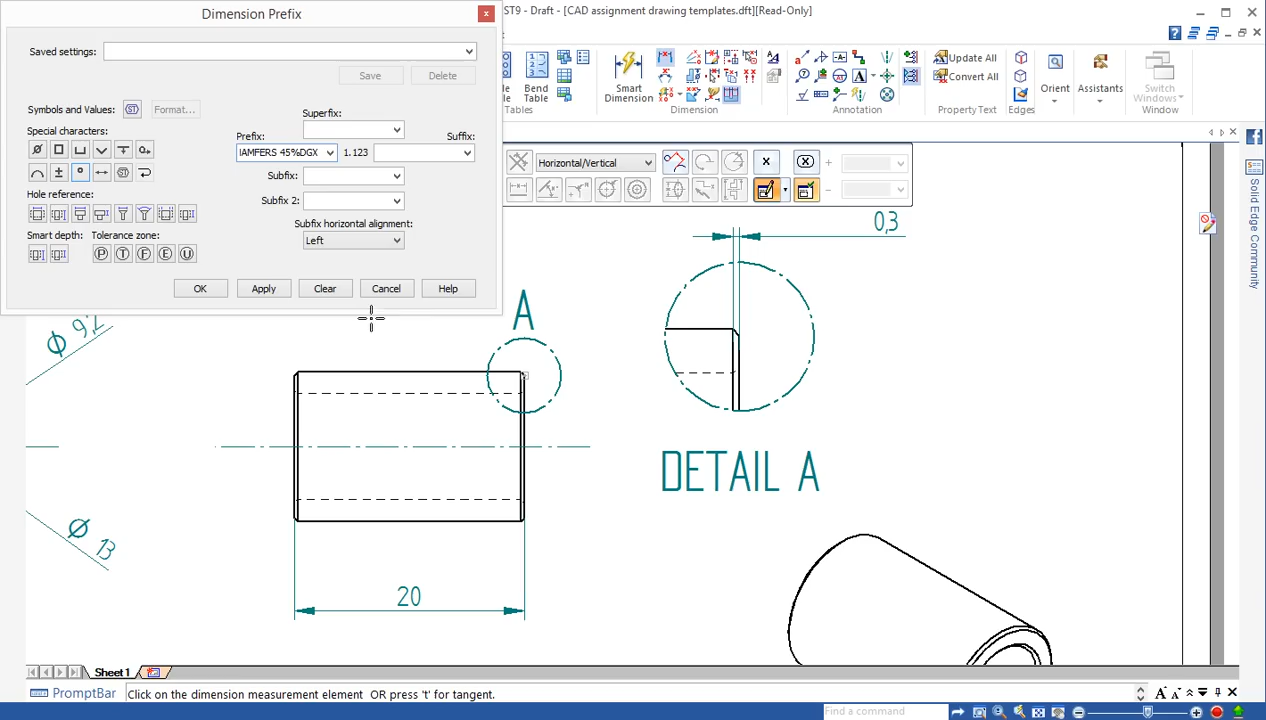 Dimension Prefix
ST9 - Draft - [CAD assignment drawing templates.dft][Read-Only]
Saved settings:
Save
Delete
Symbols and Values:
Format...
Special characters:
Superfix:
Prefix:
Suffix:
IAMFERS 45%DGX
1.123
Subfix:
Hole reference:
Subfix 2:
Subfix horizontal alignment:
Smart depth:
Tolerance zone:
Left
OK
Apply
Clear
Cancel
Help
Bend
Table
Tables
Smart
Dimension
Dimension
Annotation
Update All
Convert All
Property Text
Edges
Orient
Assistants
Switch
Windows
Horizontal/Vertical
Solid Edge Community
0,3
A
Ø 9,2
DETAIL A
Ø 13
20
Sheet1
PromptBar
Click on the dimension measurement element OR press 't' for tangent.
Find a command